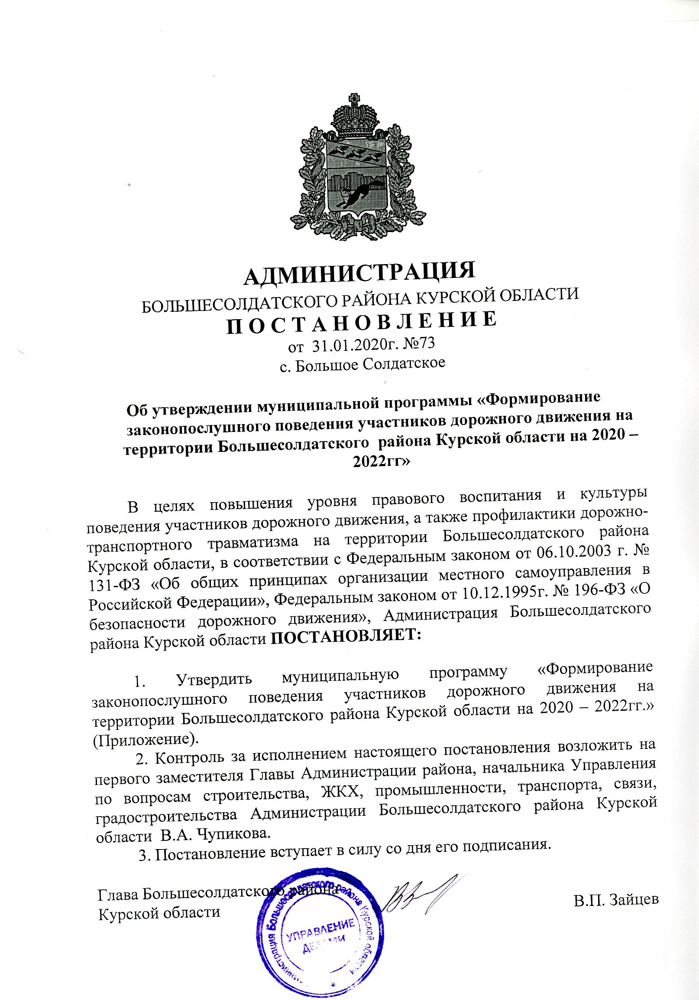 АДМИНИСТРАЦИЯ
БОЛЬШЕСОЛДАТСКОГО РАЙОНА КУРСКОЙ ОБЛАСТИ
П О С Т А Н О В Л Е Н И Е
от 31.01.2020г. №73
с. Большое Солдатское
Об утверждении муниципальной программы «Формирование
законопослушного поведения участников дорожного движения на
территории Большесолдатского района Курской области на 2020 –
2022гг»
В целях повышения уровня правового воспитания и культуры
поведения участников дорожного движения, а также профилактики дорожно-
транспортного травматизма на территории Большесолдатского района
Курской области, в соответствии с Федеральным законом от 06.10.2003 г. №
131-ФЗ «Об общих принципах организации местного самоуправления в
Российской Федерации», Федеральным законом от 10.12.1995г. № 196-ФЗ «О
безопасности дорожного движения», Администрация Большесолдатского
района Курской области ПОСТАНОВЛЯЕТ:
1. Утвердить муниципальную программу «Формирование
законопослушного поведения участников дорожного движения на
территории Большесолдатского района Курской области на 2020 – 2022гг.»
(Приложение).
2. Контроль за исполнением настоящего постановления возложить на
первого заместителя Главы Администрации района, начальника Управления
по вопросам строительства, ЖКХ, промышленности, транспорта, связи,
градостроительства Администрации Большесолдатского района Курской
области В.А. Чупикова.
3. Постановление вступает в силу со дня его подписания.
Глава Большесолдатского района
Курской области
В.П. Зайцев
Большесолдатского района Курской области
УПРАВЛЕНИЕ